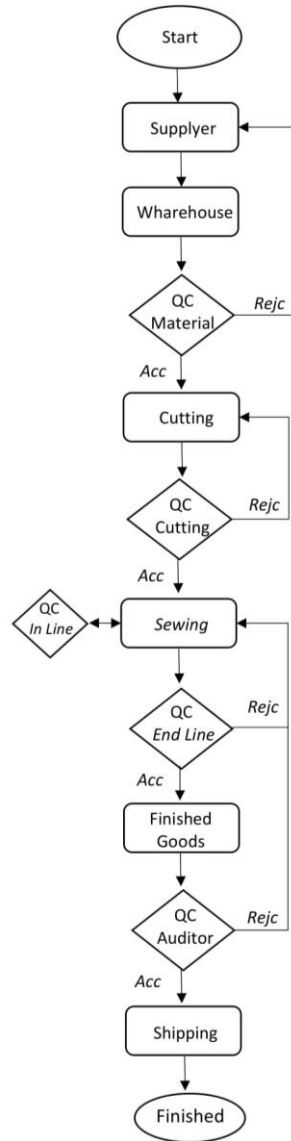 Start
Supplyer
Wharehouse
QC
Material
Rejc
Acc
Cutting
QC
Cutting
Rejc
Acc
QC
In Line
Sewing
QC
End Line
Rejc
Acc
Finished
Goods
QC
Auditor
Rejc
Acc
Shipping
Finished